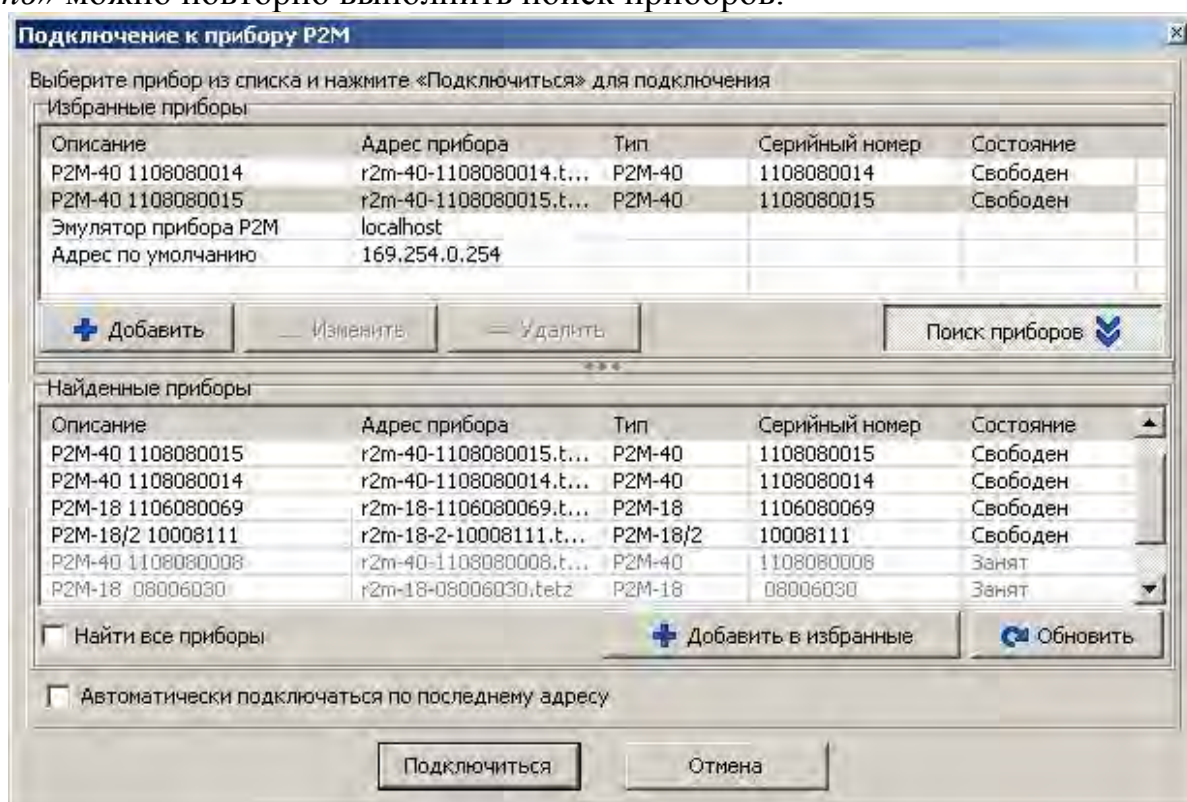 но» можно повторно выполнить поиск приборов.
Подключение к прибору Р2М
Выберите прибор из списка и нажмите «Подключиться» для подключения
Избранные приборы
Описание Адрес прибора Тип Серийный номер Состояние
Р2М-40 1108080014 r2m-40-1108080014.t... Р2М-40 1108080014 Свободен
Р2М-40 1108080015 r2m-40-1108080015.t... Р2М-40 1108080015 Свободен
Эмулятор прибора Р2М localhost
Адрес по умолчанию 169.254.0.254
Добавить Изменить Удалить Поиск приборов
Найденные приборы
Описание Адрес прибора Тип Серийный номер Состояние
Р2М-40 1108080015 r2m-40-1108080015.t... Р2М-40 1108080015 Свободен
Р2М-40 1108080014 r2m-40-1108080014.t... Р2М-40 1108080014 Свободен
Р2М-18 1106080069 r2m-18-1106080069.t... Р2М-18 1106080069 Свободен
Р2М-18/2 10008111 r2m-18-2-10008111.t... Р2М-18/2 10008111 Свободен
Р2М-40 1108080008 r2m-40-1108080008.t... Р2М-40 1108080008 Занят
Р2М-18 08006030 r2m-18-08006030.tetz Р2М-18 08006030 Занят
Найти все приборы Добавить в избранные Обновить
Автоматически подключаться по последнему адресу
Подключиться Отмена